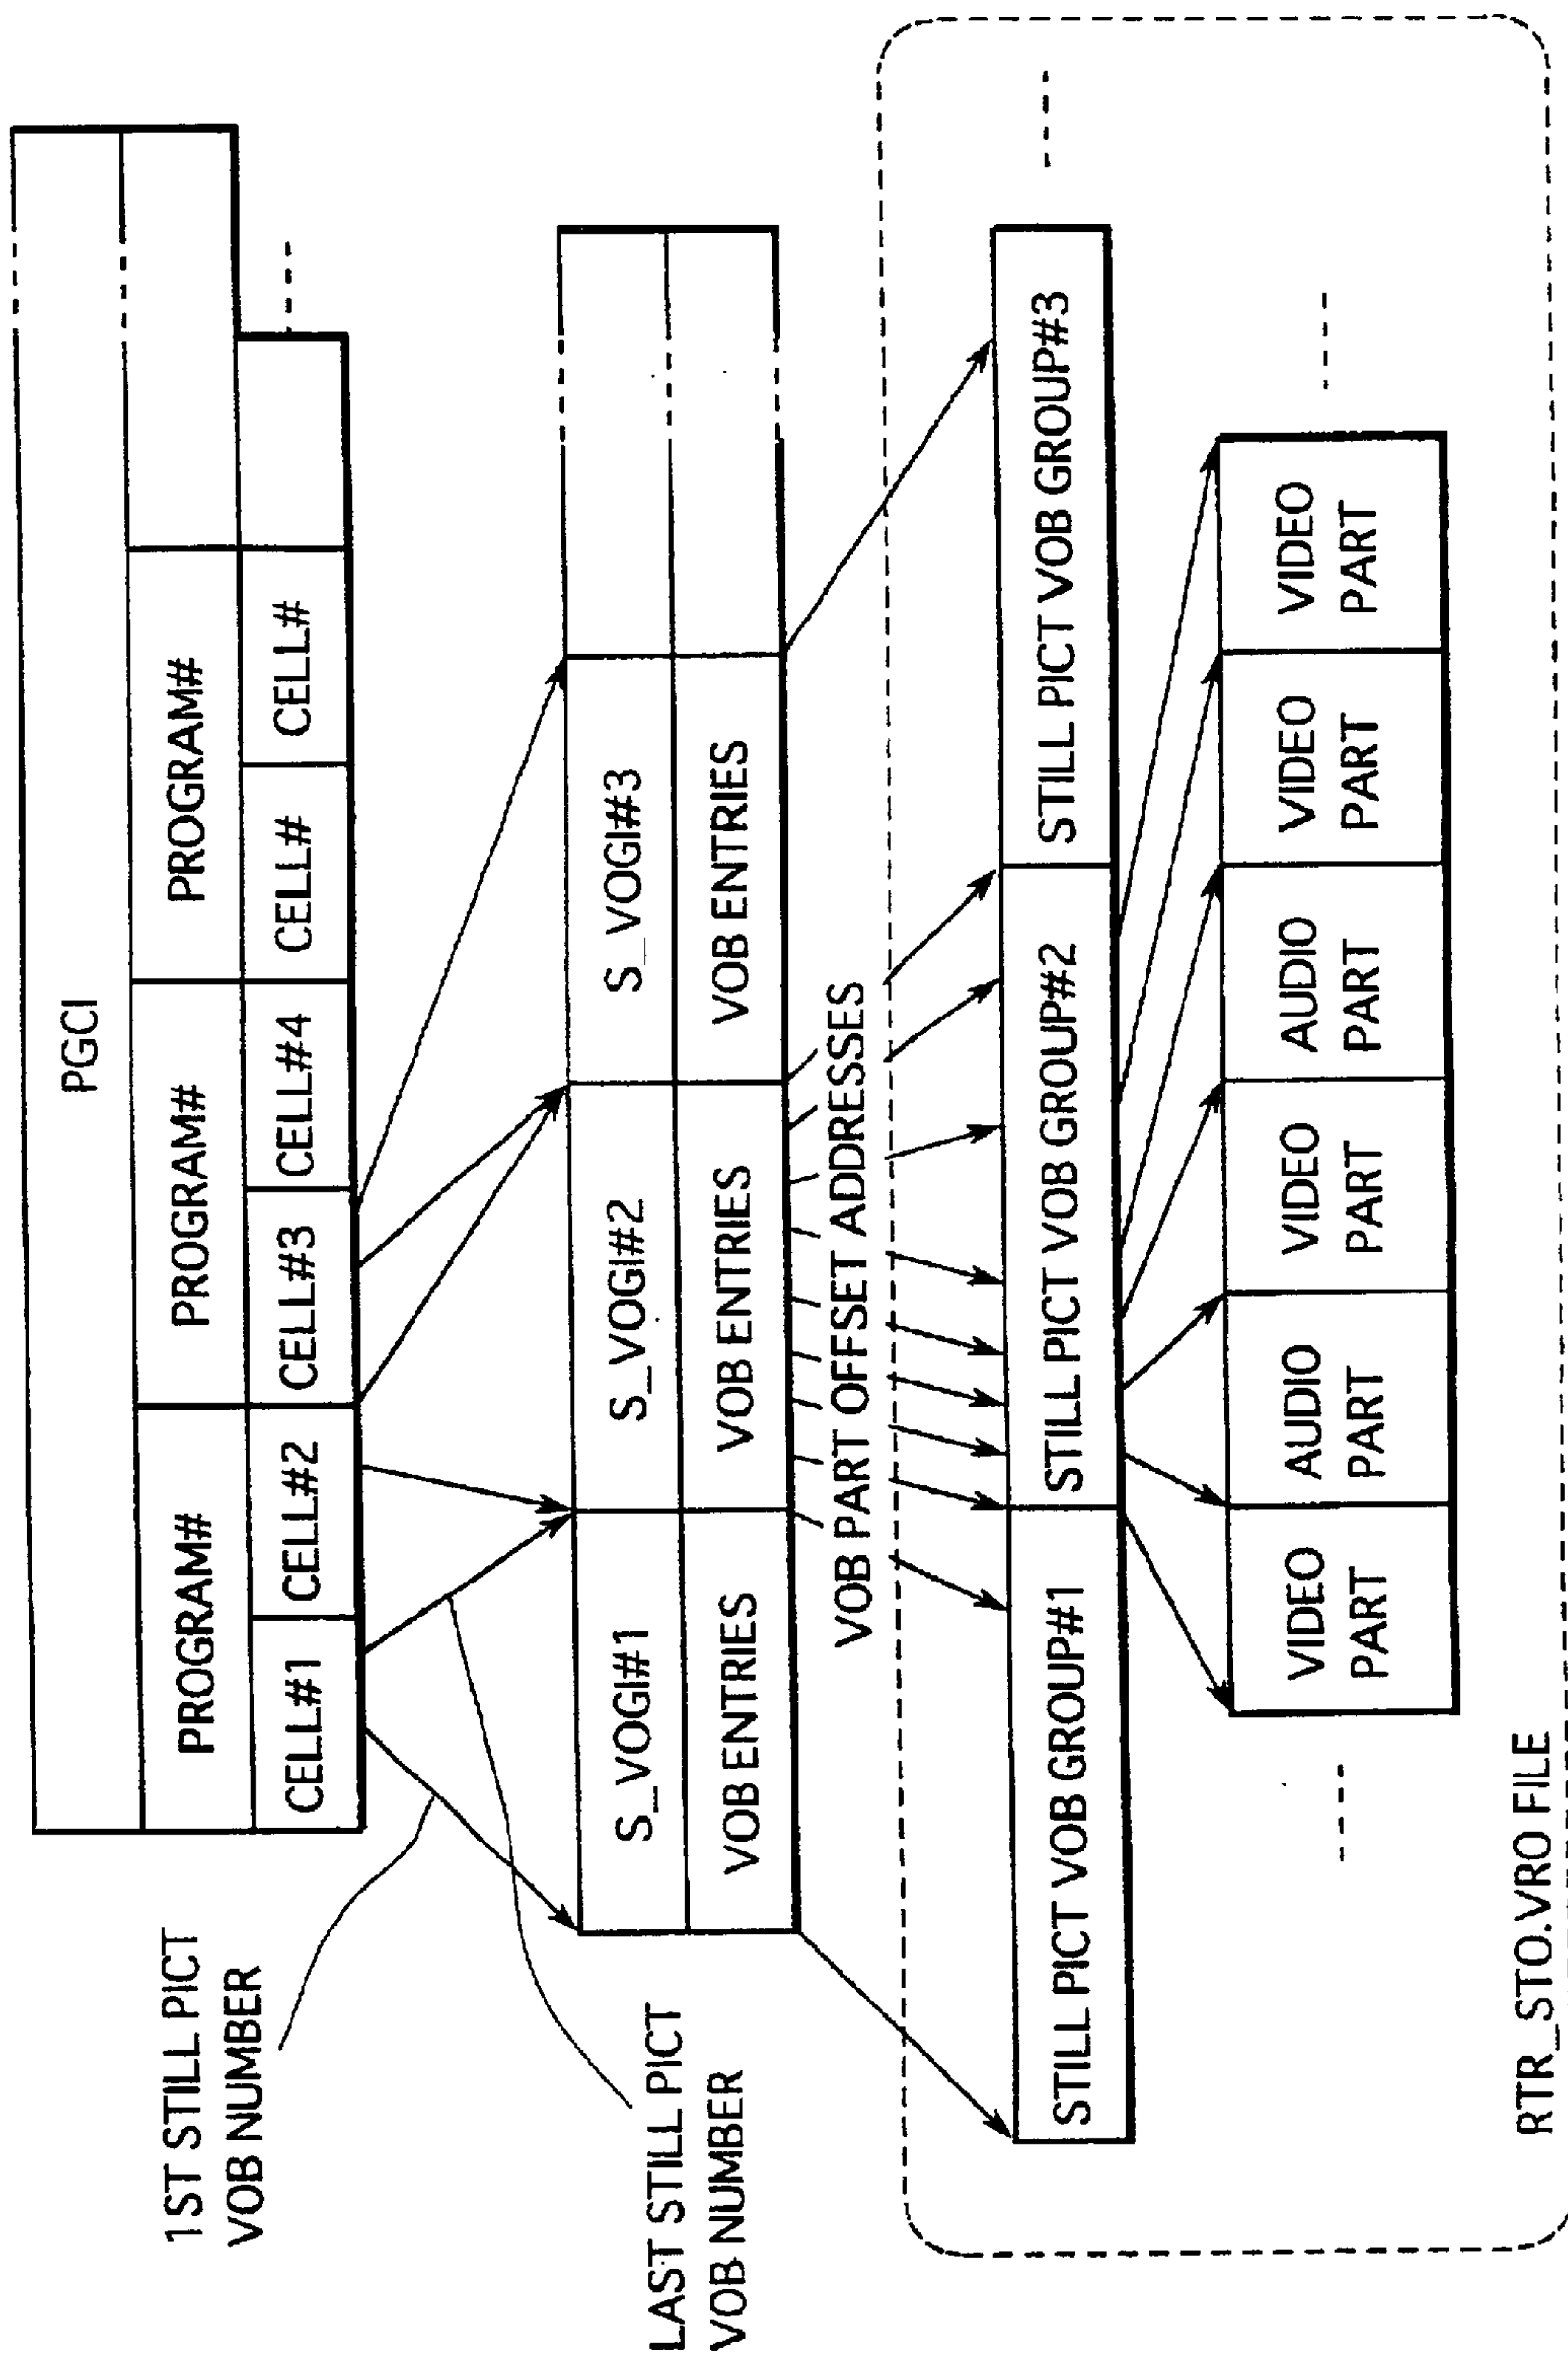 PGCI
PROGRAM# PROGRAM# PROGRAM#
CELL#1 CELL#2 CELL#3 CELL#4 CELL# CELL#
1ST STILL PICT
VOB NUMBER
LAST STILL PICT
VOB NUMBER
S_VOGI#1 S_VOGI#2 S_VOGI#3
VOB ENTRIES VOB ENTRIES VOB ENTRIES
VOB PART OFFSET ADDRESSES
STILL PICT VOB GROUP#1 STILL PICT VOB GROUP#2 STILL PICT VOB GROUP#3
VIDEO
PART
AUDIO
PART
VIDEO
PART
AUDIO
PART
VIDEO
PART
VIDEO
PART
RTR_STO.VRO FILE